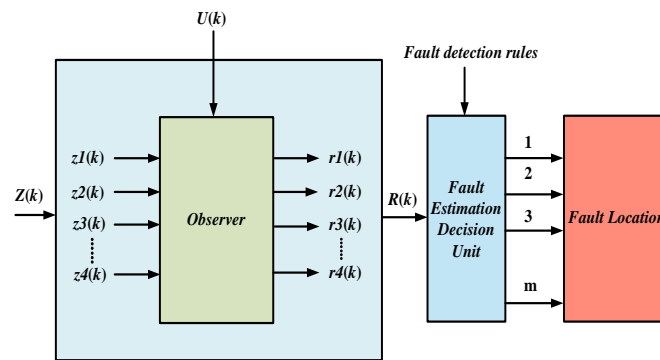 U(k)
Fault detection rules
Z(k)
z1(k)
z2(k)
z3(k)
z4(k)
Observer
r1(k)
r2(k)
r3(k)
r4(k)
R(k)
Fault
Estimation
Decision
Unit
1
2
3
m
Fault Location